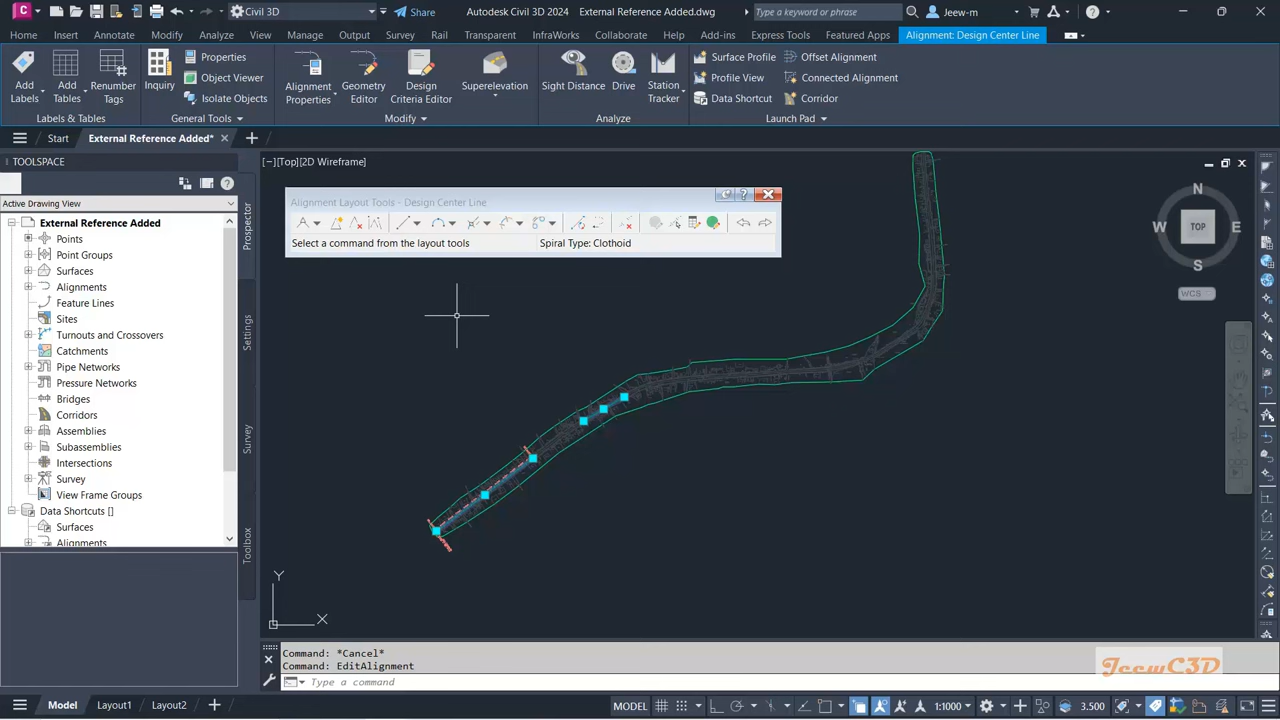 Civil 3D
Share
Autodesk Civil 3D 2024
External Reference Added.dwg
Type a keyword or phrase
Jeew-m
Home
Insert
Annotate
Modify
Analyze
View
Manage
Output
Survey
Rail
Transparent
InfraWorks
Collaborate
Help
Add-ins
Express Tools
Featured Apps
Alignment: Design Center Line
Add Labels
Add Tables
Renumber Tags
Labels & Tables
Inquiry
Properties
Object Viewer
Isolate Objects
General Tools
Alignment Properties
Geometry Editor
Design Criteria Editor
Superelevation
Modify
Sight Distance
Drive
Station Tracker
Analyze
Surface Profile
Profile View
Data Shortcut
Offset Alignment
Connected Alignment
Corridor
Launch Pad
Start
External Reference Added*
TOOLSPACE
Active Drawing View
External Reference Added
Points
Point Groups
Surfaces
Alignments
Feature Lines
Sites
Turnouts and Crossovers
Catchments
Pipe Networks
Pressure Networks
Bridges
Corridors
Assemblies
Subassemblies
Intersections
Survey
View Frame Groups
Data Shortcuts []
Surfaces
Alignments
Prospector
Settings
Survey
Toolbox
[−][Top][2D Wireframe]
Alignment Layout Tools - Design Center Line
Select a command from the layout tools
Spiral Type: Clothoid
N
W
TOP
E
S
WCS
Y
X
Command: *Cancel*
Command: EditAlignment
Type a command
JeewC3D
Model
Layout1
Layout2
MODEL
1:1000
3.500